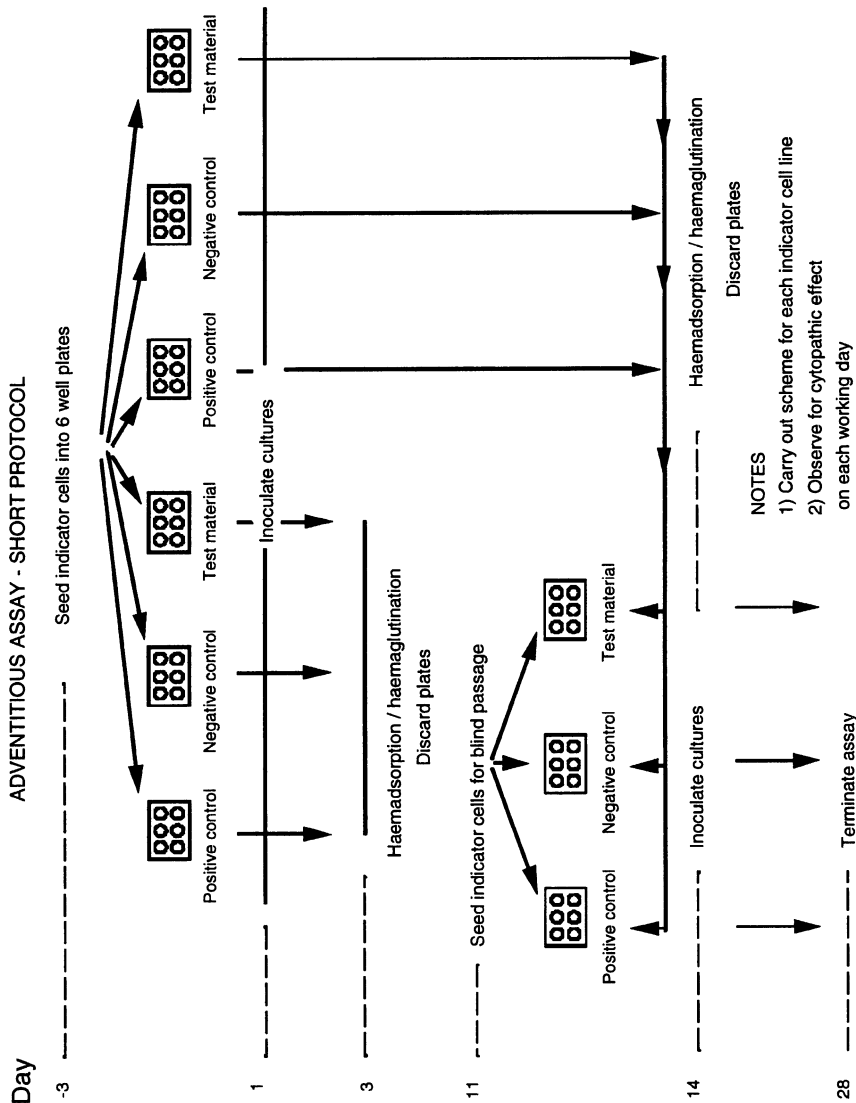 ADVENTITIOUS ASSAY - SHORT PROTOCOL
Day
-3
Seed indicator cells into 6 well plates
Positive control
Negative control
Test material
Positive control
Negative control
Test material
1
Inoculate cultures
3
Haemadsorption / haemaglutination
Discard plates
11
Seed indicator cells for blind passage
Positive control
Negative control
Test material
14
Inoculate cultures
Haemadsorption / haemaglutination
Discard plates
NOTES
1) Carry out scheme for each indicator cell line
2) Observe for cytopathic effect
on each working day
28
Terminate assay